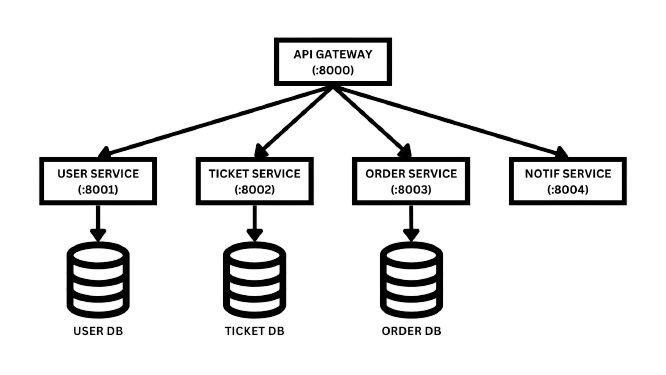 API GATEWAY
(:8000)
USER SERVICE
(:8001)
TICKET SERVICE
(:8002)
ORDER SERVICE
(:8003)
NOTIF SERVICE
(:8004)
USER DB
TICKET DB
ORDER DB